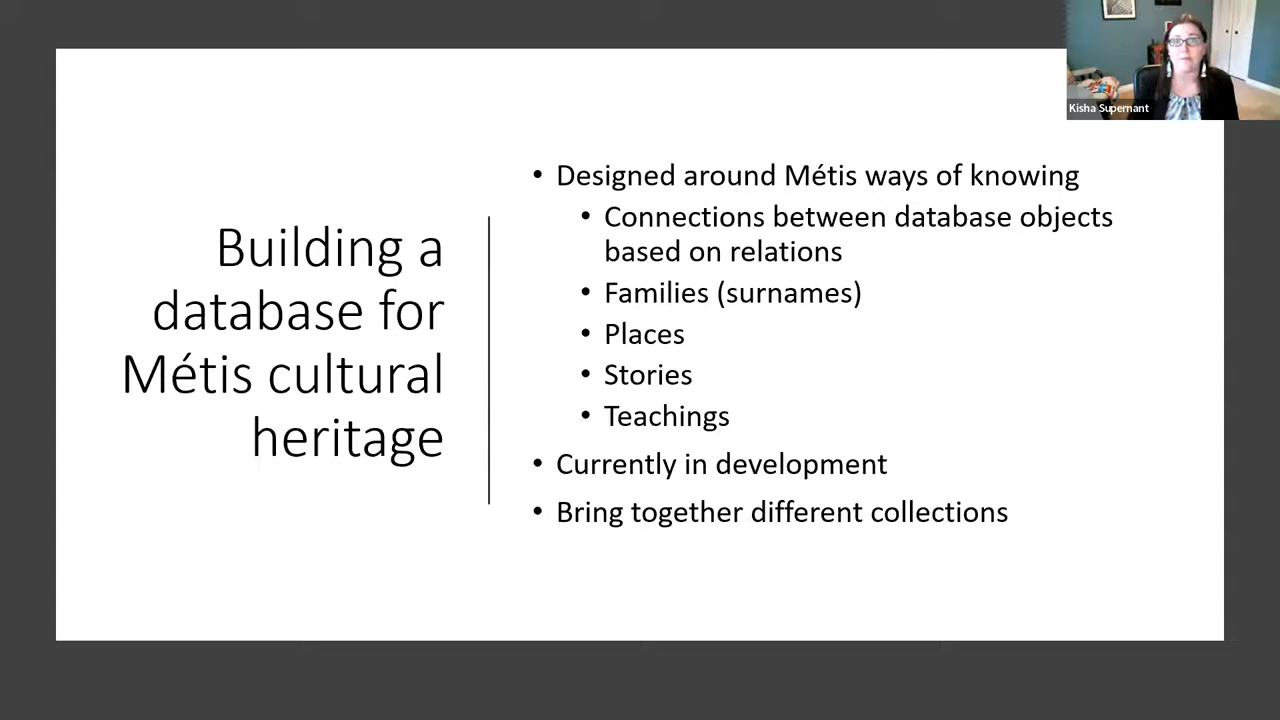 Kisha Supernant
Building a
database for
Métis cultural
heritage
• Designed around Métis ways of knowing
• Connections between database objects
based on relations
• Families (surnames)
• Places
• Stories
• Teachings
• Currently in development
• Bring together different collections